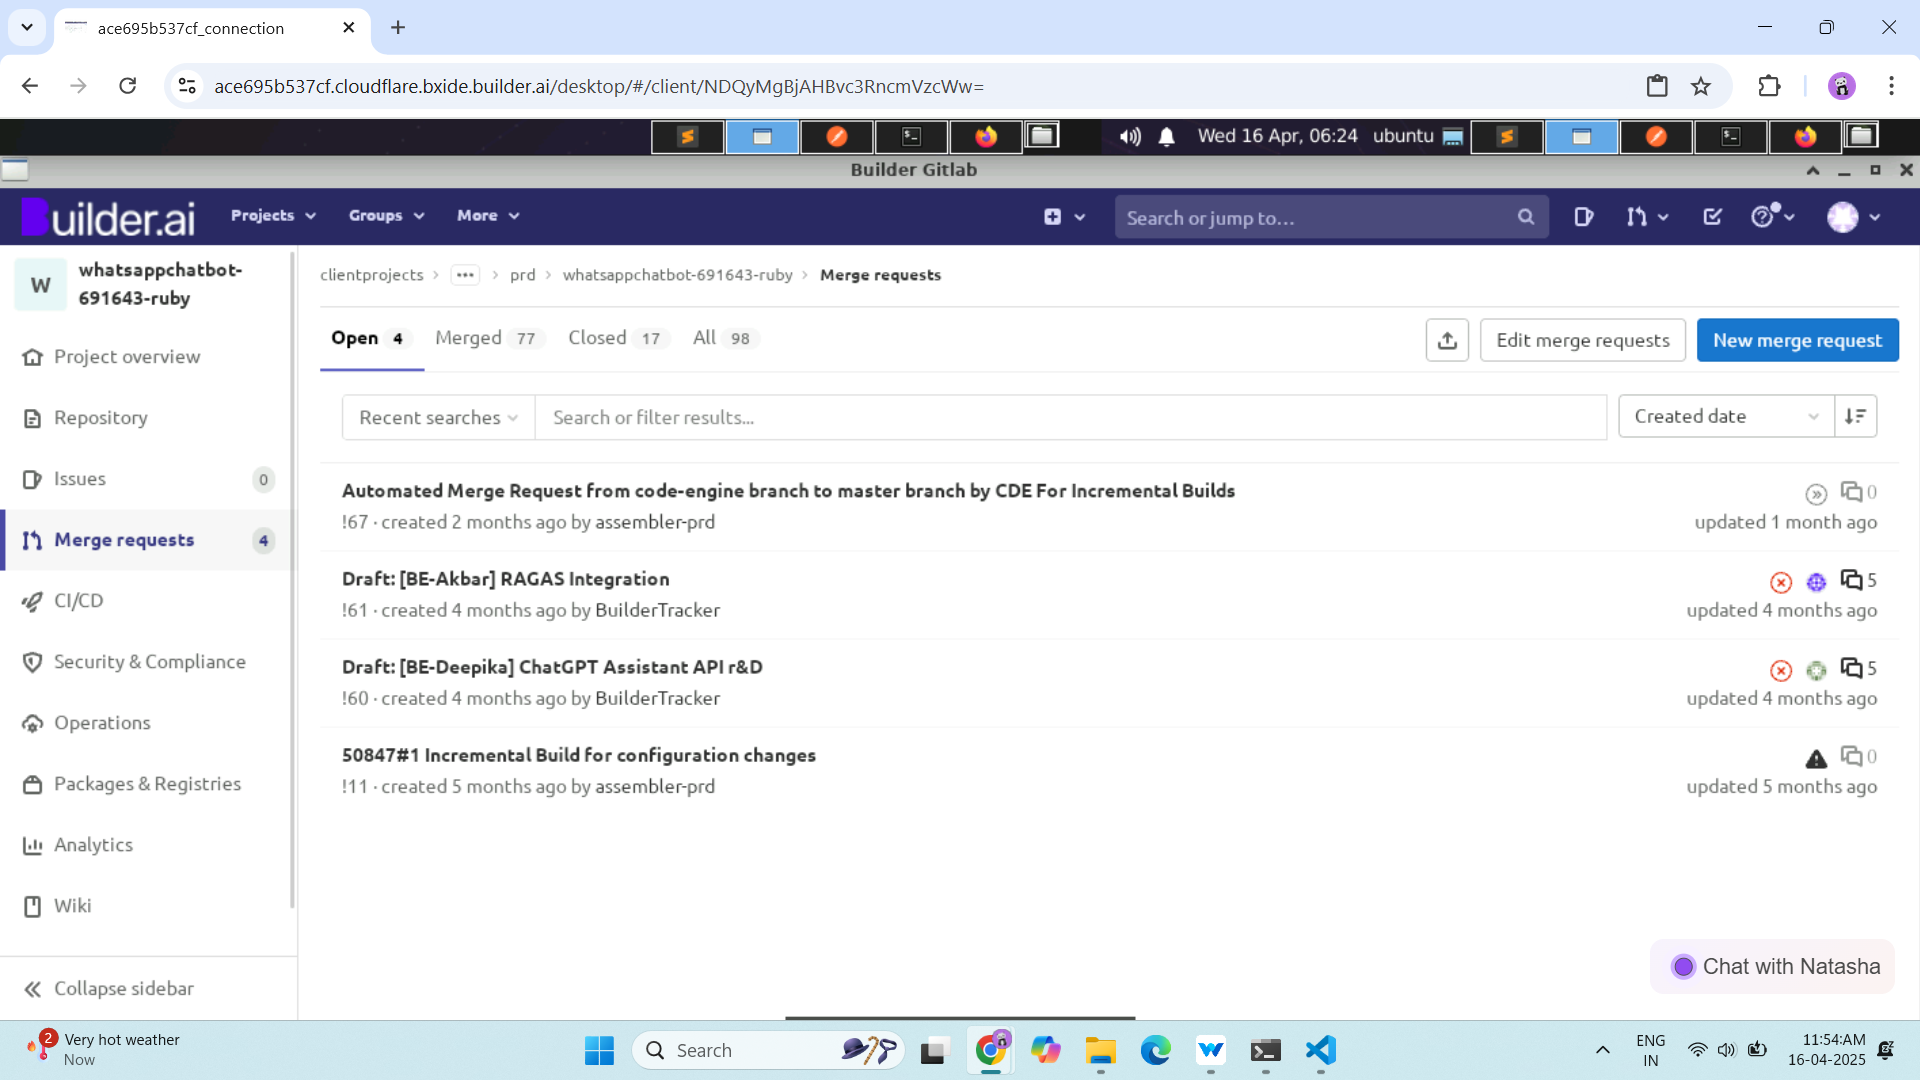 ace695b537cf_connection
ace695b537cf.cloudflare.bxide.builder.ai/desktop/#/client/NDQyMgBjAHBvc3RncmVzcWw=
Wed 16 Apr, 06:24 ubuntu
Builder Gitlab
Builder.ai
Projects
Groups
More
Search or jump to...
W
whatsappchatbot-
691643-ruby
Project overview
Repository
Issues 0
Merge requests 4
CI/CD
Security & Compliance
Operations
Packages & Registries
Analytics
Wiki
Collapse sidebar
clientprojects > ... > prd > whatsappchatbot-691643-ruby > Merge requests
Open 4 Merged 77 Closed 17 All 98
Edit merge requests
New merge request
Recent searches
Search or filter results...
Created date
Automated Merge Request from code-engine branch to master branch by CDE For Incremental Builds
0
!67 · created 2 months ago by assembler-prd
updated 1 month ago
Draft: [BE-Akbar] RAGAS Integration
5
!61 · created 4 months ago by BuilderTracker
updated 4 months ago
Draft: [BE-Deepika] ChatGPT Assistant API r&D
5
!60 · created 4 months ago by BuilderTracker
updated 4 months ago
50847#1 Incremental Build for configuration changes
0
!11 · created 5 months ago by assembler-prd
updated 5 months ago
Chat with Natasha
2
Very hot weather
Now
Search
ENG
IN
11:54:AM
16-04-2025